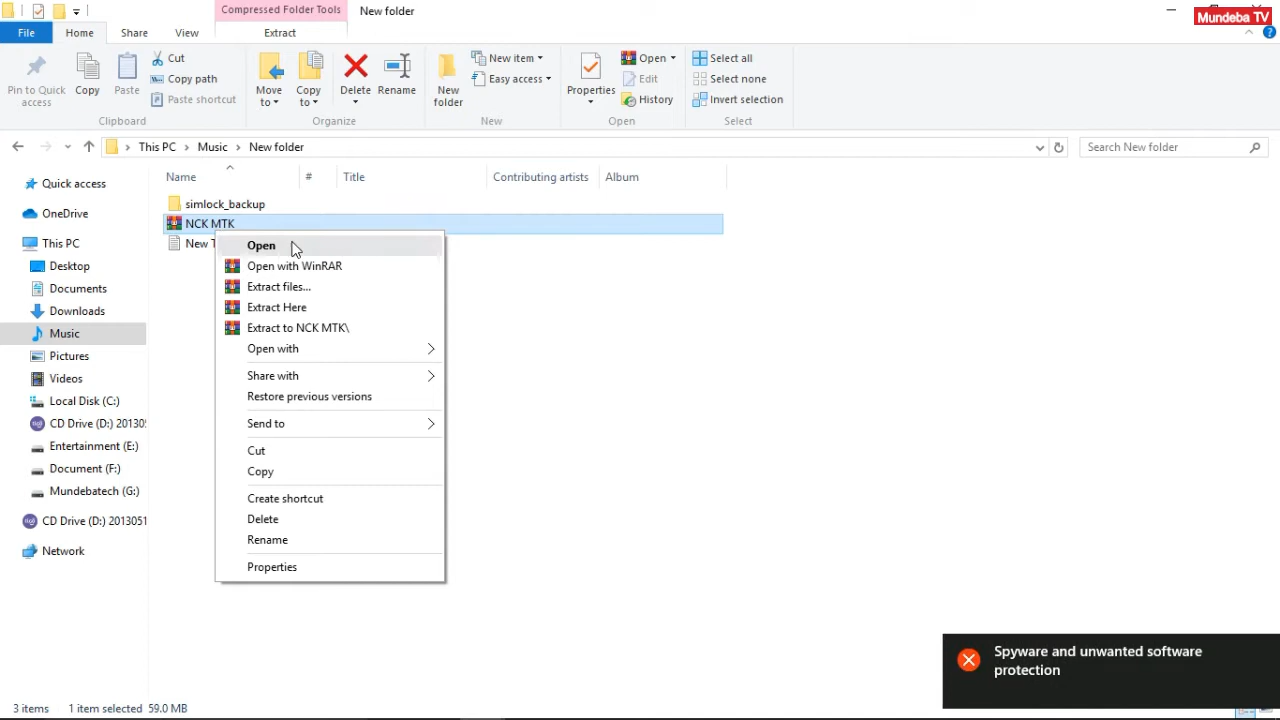 Compressed Folder Tools
New folder
Mundeba TV
File
Home
Share
View
Extract
Pin to Quick
access
Copy
Paste
Cut
Copy path
Paste shortcut
Clipboard
Move
to
Copy
to
Delete
Rename
Organize
New
folder
New item
Easy access
New
Properties
Open
Edit
History
Open
Select all
Select none
Invert selection
Select
This PC
Music
New folder
Search New folder
Name
#
Title
Contributing artists
Album
Quick access
OneDrive
This PC
Desktop
Documents
Downloads
Music
Pictures
Videos
Local Disk (C:)
CD Drive (D:) 20130
Entertainment (E:)
Document (F:)
Mundebatech (G:)
CD Drive (D:) 201305
Network
simlock_backup
NCK MTK
New T
Open
Open with WinRAR
Extract files...
Extract Here
Extract to NCK MTK\
Open with
Share with
Restore previous versions
Send to
Cut
Copy
Create shortcut
Delete
Rename
Properties
Spyware and unwanted software
protection
3 items
1 item selected 59.0 MB